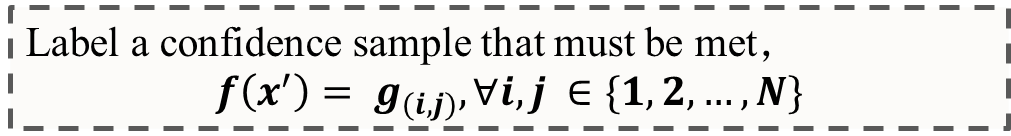 Label a confidence sample that must be met,
f(x′) = g₍ᵢ,ⱼ₎, ∀i, j ∈ {1, 2, ..., N}